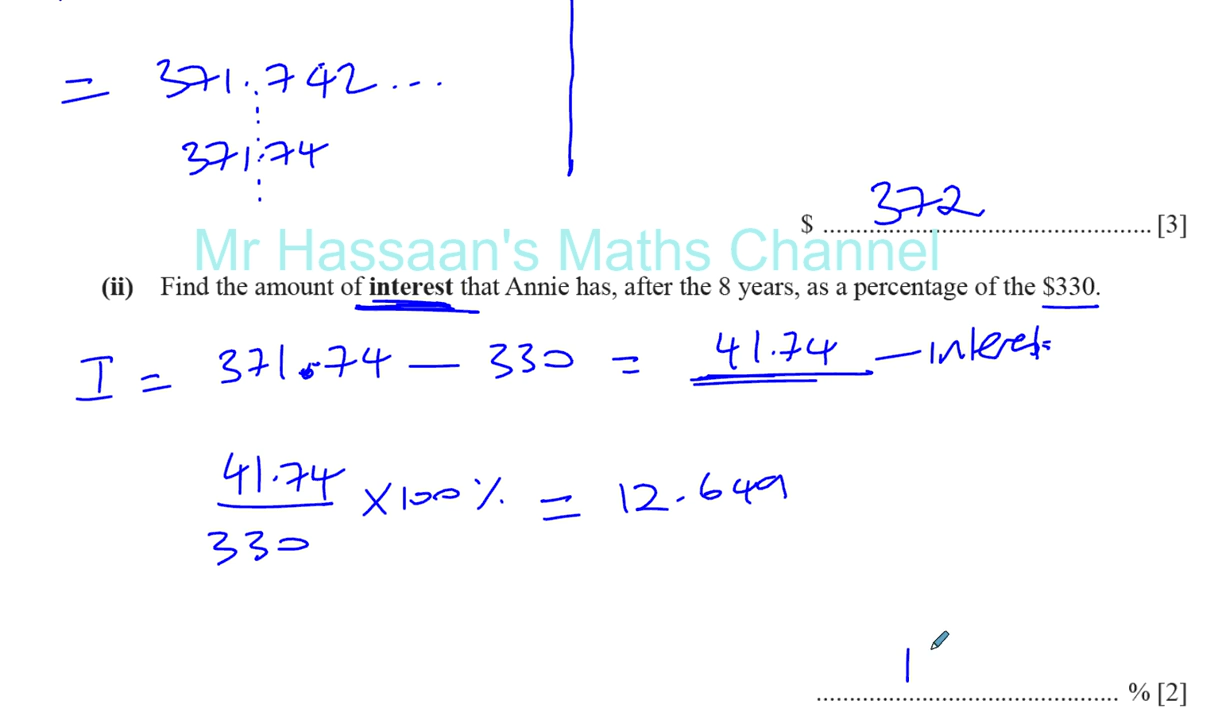 = 371.742...
371.74
372
$ ........................................................ [3]
Mr Hassaan's Maths Channel
(ii) Find the amount of interest that Annie has, after the 8 years, as a percentage of the $330.
I = 371.74 — 330 = 41.74 — interest
41.74
330
× 100 % = 12.649
1
.............................................. % [2]